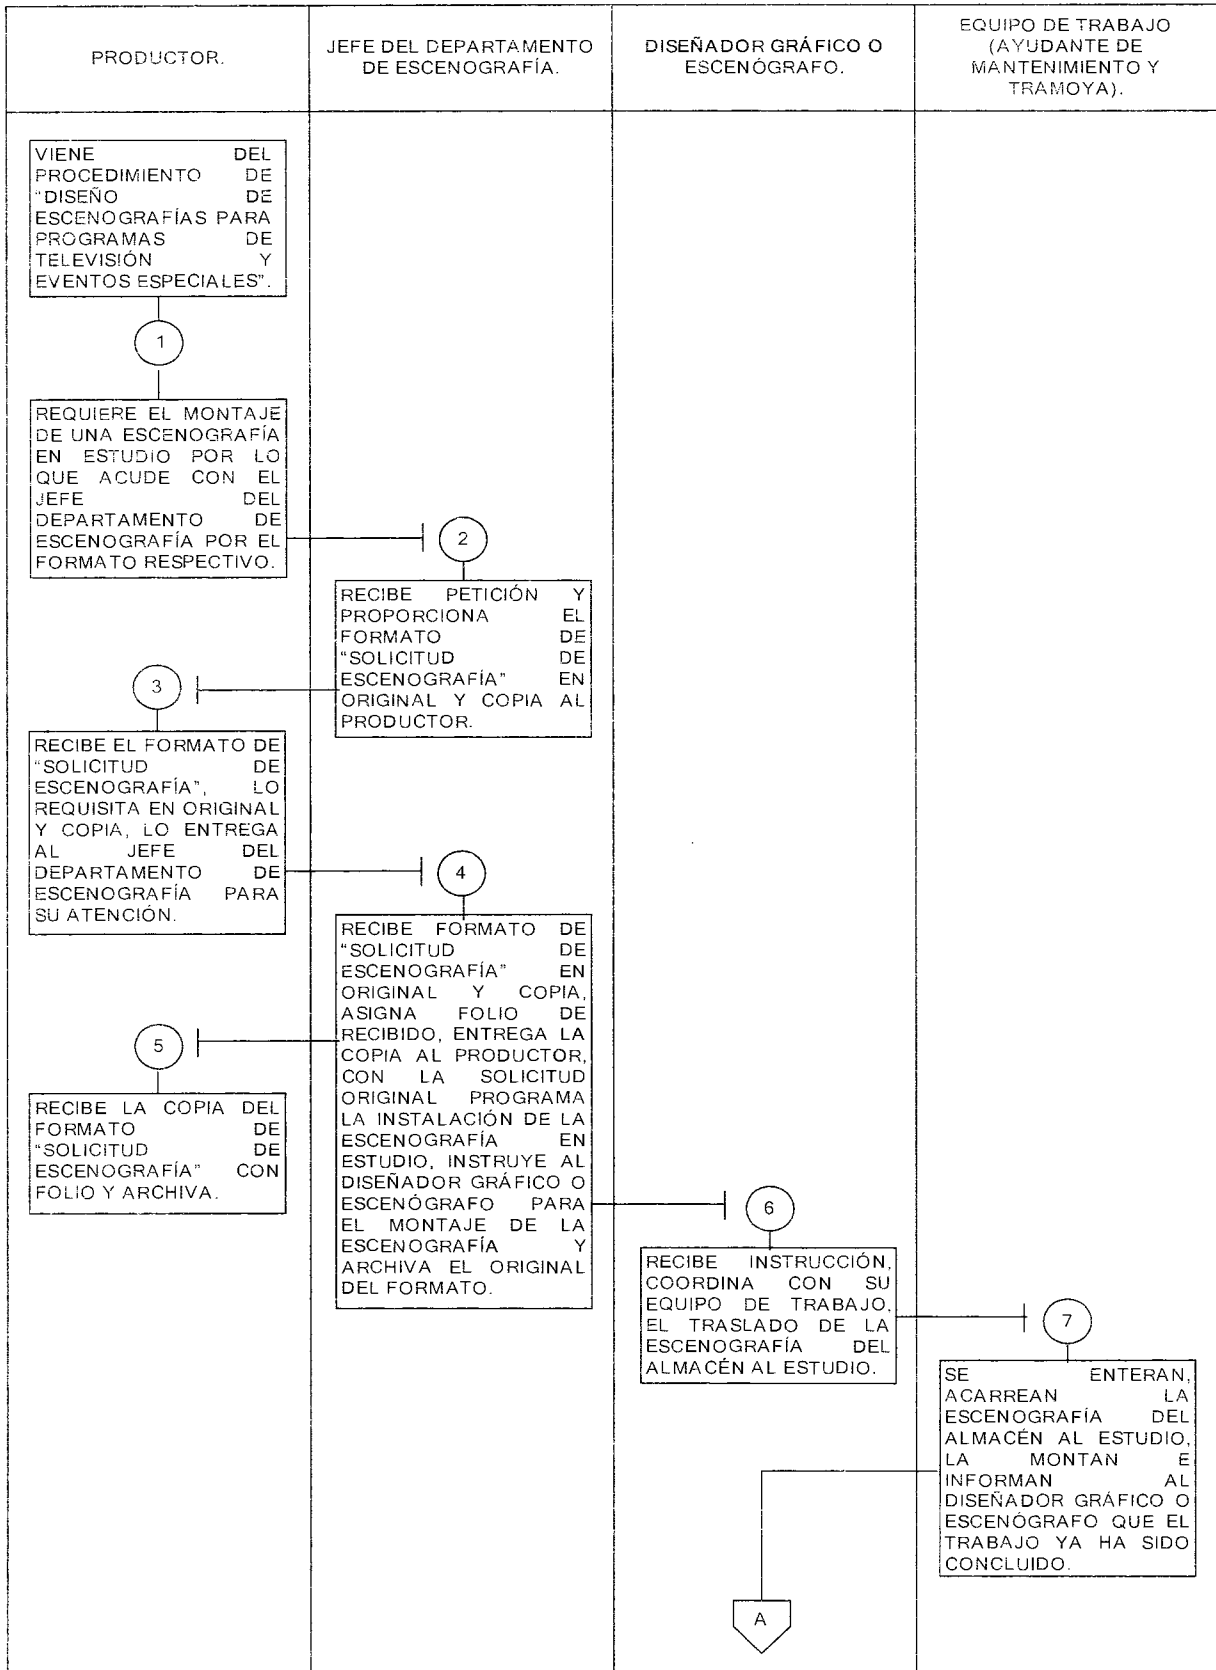 PRODUCTOR.
JEFE DEL DEPARTAMENTO
DE ESCENOGRAFÍA.
DISEÑADOR GRÁFICO O
ESCENÓGRAFO.
EQUIPO DE TRABAJO
(AYUDANTE DE
MANTENIMIENTO Y
TRAMOYA).
VIENE DEL
PROCEDIMIENTO DE
"DISEÑO DE
ESCENOGRAFÍAS PARA
PROGRAMAS DE
TELEVISIÓN Y
EVENTOS ESPECIALES".
1
REQUIERE EL MONTAJE
DE UNA ESCENOGRAFÍA
EN ESTUDIO POR LO
QUE ACUDE CON EL
JEFE DEL
DEPARTAMENTO DE
ESCENOGRAFÍA POR EL
FORMATO RESPECTIVO.
2
RECIBE PETICIÓN Y
PROPORCIONA EL
FORMATO DE
"SOLICITUD DE
ESCENOGRAFÍA" EN
ORIGINAL Y COPIA AL
PRODUCTOR.
3
RECIBE EL FORMATO DE
"SOLICITUD DE
ESCENOGRAFÍA", LO
REQUISITA EN ORIGINAL
Y COPIA, LO ENTREGA
AL JEFE DEL
DEPARTAMENTO DE
ESCENOGRAFÍA PARA
SU ATENCIÓN.
4
RECIBE FORMATO DE
"SOLICITUD DE
ESCENOGRAFÍA" EN
ORIGINAL Y COPIA,
ASIGNA FOLIO DE
RECIBIDO, ENTREGA LA
COPIA AL PRODUCTOR,
CON LA SOLICITUD
ORIGINAL PROGRAMA
LA INSTALACIÓN DE LA
ESCENOGRAFÍA EN
ESTUDIO, INSTRUYE AL
DISEÑADOR GRÁFICO O
ESCENÓGRAFO PARA
EL MONTAJE DE LA
ESCENOGRAFÍA Y
ARCHIVA EL ORIGINAL
DEL FORMATO.
5
RECIBE LA COPIA DEL
FORMATO DE
"SOLICITUD DE
ESCENOGRAFÍA" CON
FOLIO Y ARCHIVA.
6
RECIBE INSTRUCCIÓN,
COORDINA CON SU
EQUIPO DE TRABAJO,
EL TRASLADO DE LA
ESCENOGRAFÍA DEL
ALMACÉN AL ESTUDIO.
7
SE ENTERAN,
ACARREAN LA
ESCENOGRAFÍA DEL
ALMACÉN AL ESTUDIO,
LA MONTAN E
INFORMAN AL
DISEÑADOR GRÁFICO O
ESCENÓGRAFO QUE EL
TRABAJO YA HA SIDO
CONCLUIDO.
A